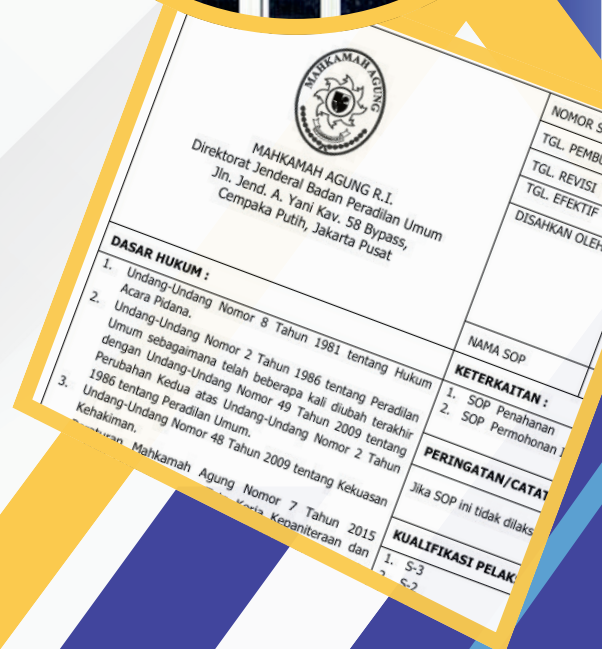 MAHKAMAH AGUNG
MAHKAMAH AGUNG R.I.
Direktorat Jenderal Badan Peradilan Umum
Jln. Jend. A. Yani Kav. 58 Bypass,
Cempaka Putih, Jakarta Pusat
NOMOR S
TGL. PEMBU
TGL. REVISI
TGL. EFEKTIF
DISAHKAN OLEH
NAMA SOP
DASAR HUKUM :
1. Undang-Undang Nomor 8 Tahun 1981 tentang Hukum
Acara Pidana.
2. Undang-Undang Nomor 2 Tahun 1986 tentang Peradilan
Umum sebagaimana telah beberapa kali diubah terakhir
dengan Undang-Undang Nomor 49 Tahun 2009 tentang
Perubahan Kedua atas Undang-Undang Nomor 2 Tahun
1986 tentang Peradilan Umum.
3. Undang-Undang Nomor 48 Tahun 2009 tentang Kekuasan
Kehakiman.
Mahkamah Agung Nomor 7 Tahun 2015
Kerja Kepaniteraan dan
KETERKAITAN :
1. SOP Penahanan
2. SOP Permohonan
PERINGATAN/CATAT
Jika SOP ini tidak dilaks
KUALIFIKASI PELAK
1. S-3
2. S-2